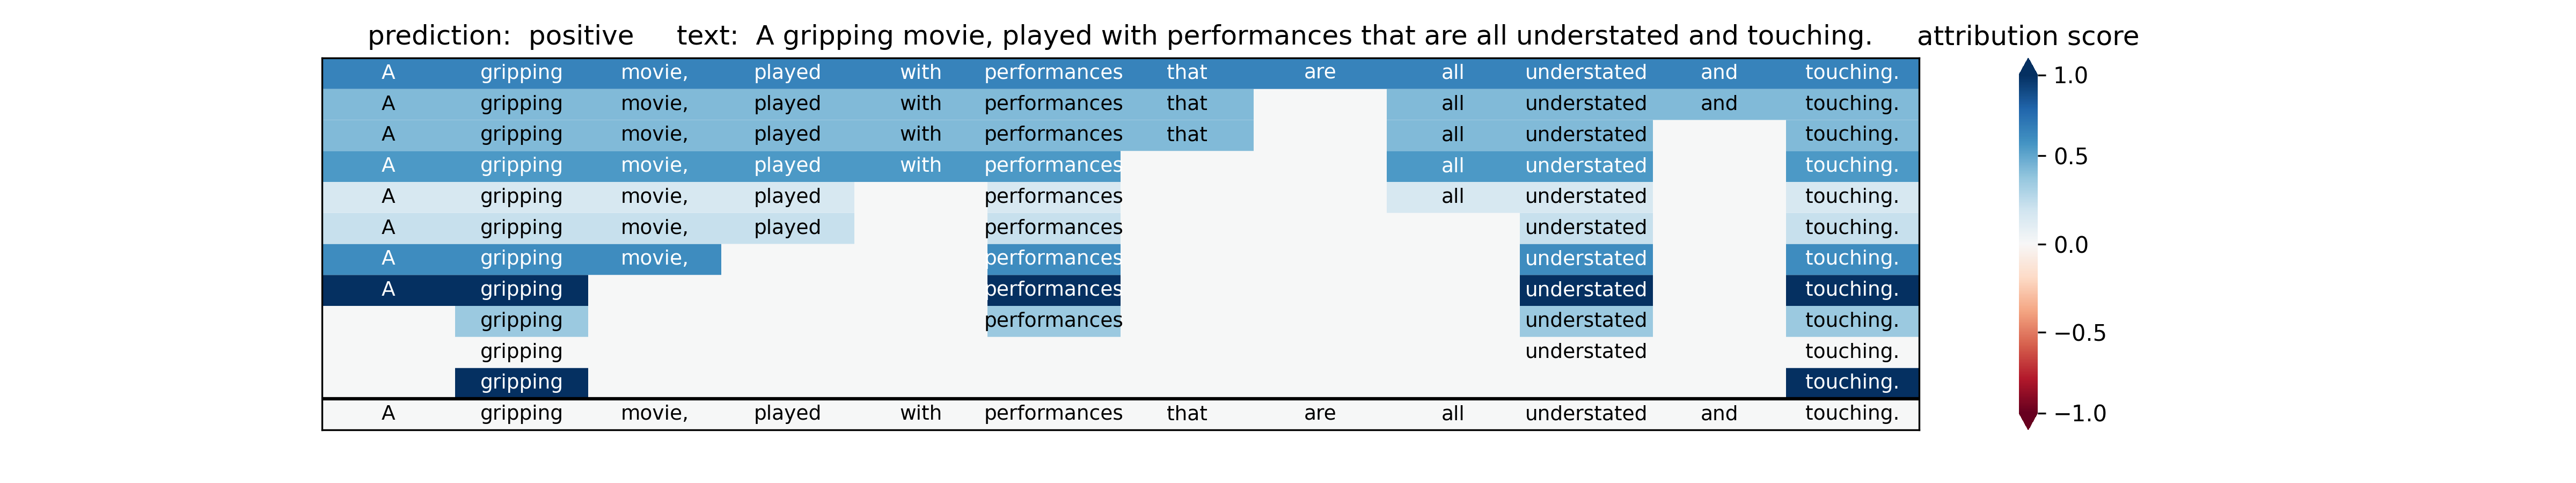 prediction: positive text: A gripping movie, played with performances that are all understated and touching. attribution score
A gripping movie, played with performances that are all understated and touching.
A gripping movie, played with performances that all understated and touching.
A gripping movie, played with performances that all understated touching.
A gripping movie, played with performances all understated touching.
A gripping movie, played performances all understated touching.
A gripping movie, played performances understated touching.
A gripping movie, performances understated touching.
A gripping performances understated touching.
gripping performances understated touching.
gripping understated touching.
gripping touching.
A gripping movie, played with performances that are all understated and touching.
1.0
0.5
0.0
−0.5
−1.0